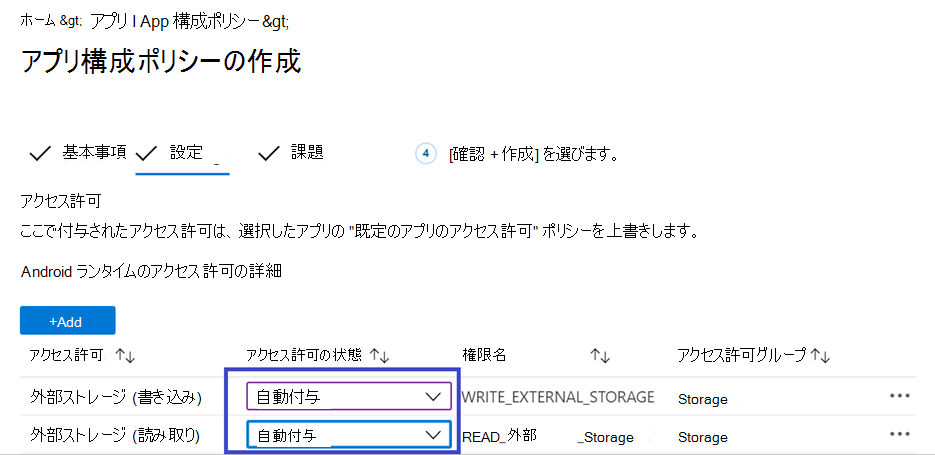 ホーム &gt; アプリ I App 構成ポリシー&gt;
アプリ構成ポリシーの作成
基本事項 設定 課題 4 [確認 + 作成] を選びます。
アクセス許可
ここで付与されたアクセス許可は、選択したアプリの "既定のアプリのアクセス許可" ポリシーを上書きします。
Android ランタイムのアクセス許可の詳細
+Add
アクセス許可 ↑↓ アクセス許可の状態 ↑↓ 権限名 ↑↓ アクセス許可グループ ↑↓
外部ストレージ (書き込み) 自動付与 WRITE_EXTERNAL_STORAGE Storage ...
外部ストレージ (読み取り) 自動付与 READ_外部 _Storage Storage ...